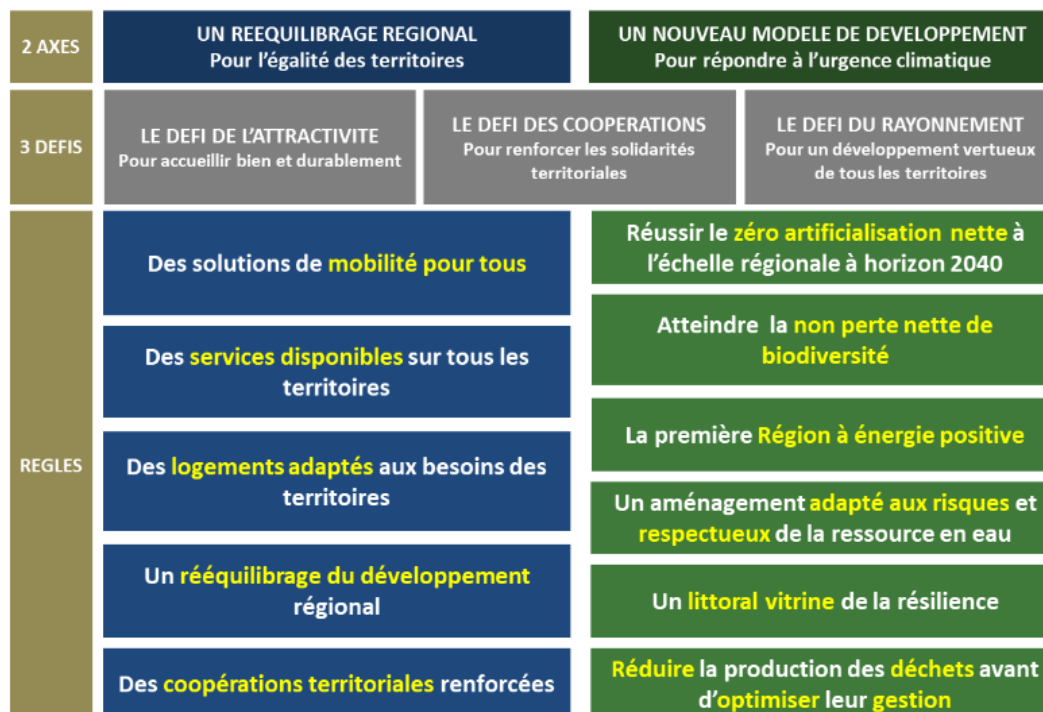 2 AXES
UN REEQUILIBRAGE REGIONAL
Pour l'égalité des territoires
UN NOUVEAU MODELE DE DEVELOPPEMENT
Pour répondre à l'urgence climatique
3 DEFIS
LE DEFI DE L'ATTRACTIVITE
Pour accueillir bien et durablement
LE DEFI DES COOPERATIONS
Pour renforcer les solidarités
territoriales
LE DEFI DU RAYONNEMENT
Pour un développement vertueux
de tous les territoires
REGLES
Des solutions de mobilité pour tous
Des services disponibles sur tous les
territoires
Des logements adaptés aux besoins des
territoires
Un rééquilibrage du développement
régional
Des coopérations territoriales renforcées
Réussir le zéro artificialisation nette à
l'échelle régionale à horizon 2040
Atteindre la non perte nette de
biodiversité
La première Région à énergie positive
Un aménagement adapté aux risques et
respectueux de la ressource en eau
Un littoral vitrine de la résilience
Réduire la production des déchets avant
d'optimiser leur gestion